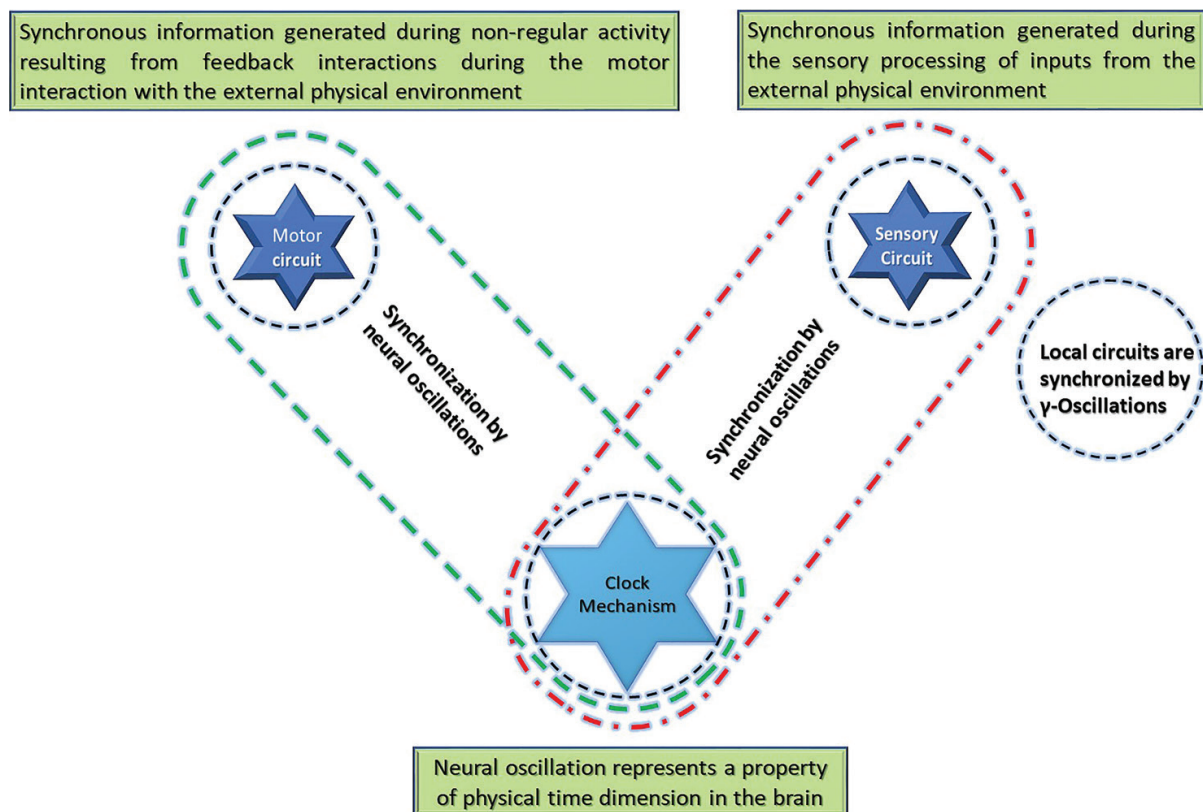 Synchronous information generated during non-regular activity
resulting from feedback interactions during the motor
interaction with the external physical environment
Synchronous information generated during
the sensory processing of inputs from the
external physical environment
Motor
circuit
Sensory
Circuit
Synchronization by
neural oscillations
Synchronization by
neural oscillations
Local circuits are
synchronized by
γ-Oscillations
Clock
Mechanism
Neural oscillation represents a property
of physical time dimension in the brain